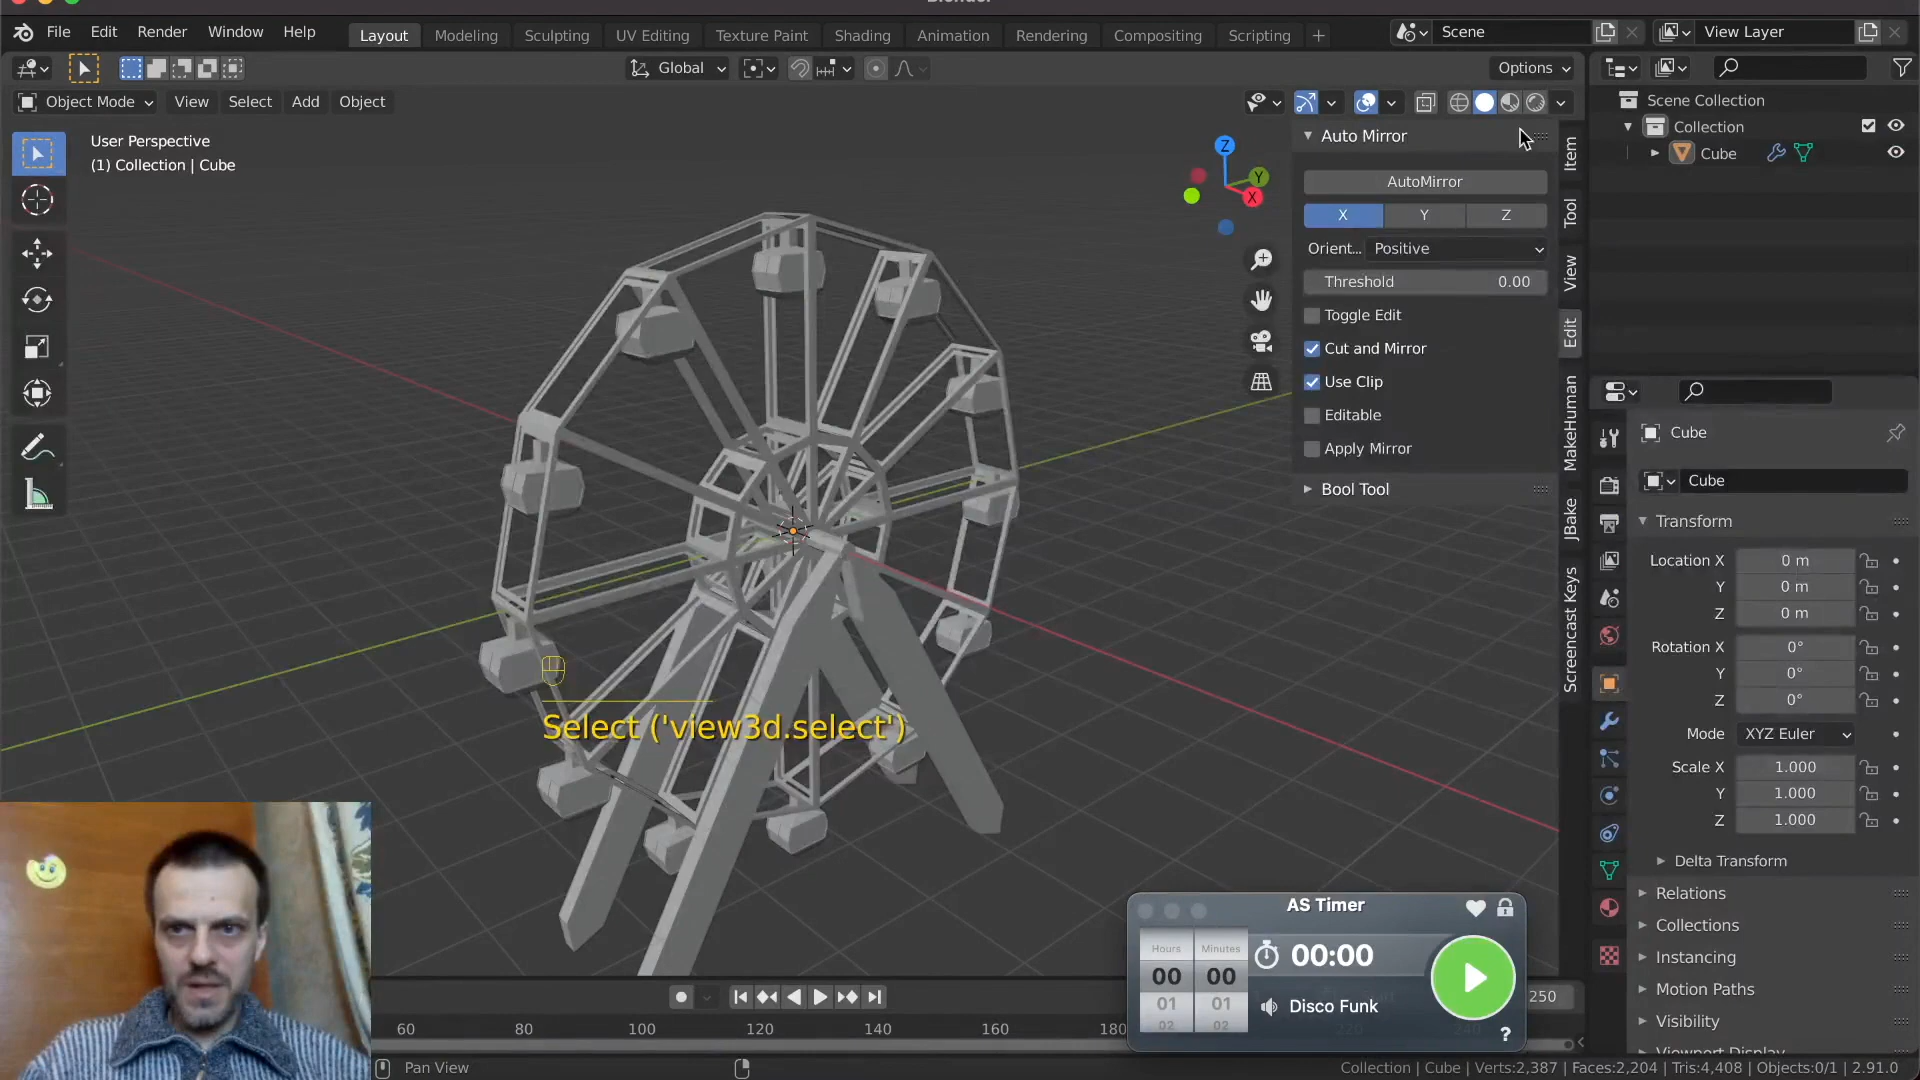 Blender
File Edit Render Window Help
Layout Modeling Sculpting UV Editing Texture Paint Shading Animation Rendering Compositing Scripting
Scene
View Layer
Global
Options
Object Mode View Select Add Object
User Perspective
(1) Collection | Cube
Z
Y
X
Auto Mirror
AutoMirror
X Y Z
Orient... Positive
Threshold 0.00
Toggle Edit
Cut and Mirror
Use Clip
Editable
Apply Mirror
Bool Tool
Item
Tool
View
Edit
MakeHuman
JBake
Screencast Keys
Scene Collection
Collection
Cube
Cube
Cube
Transform
Location X 0 m
Y 0 m
Z 0 m
Rotation X 0°
Y 0°
Z 0°
Mode XYZ Euler
Scale X 1.000
Y 1.000
Z 1.000
Delta Transform
Relations
Collections
Instancing
Motion Paths
Visibility
Viewport Display
Select ('view3d.select')
AS Timer
Hours Minutes
00 00
01 01
02 02
00:00
Disco Funk
?
250
60 80 100 120 140 160 180 220 240
Pan View
Collection | Cube | Verts:2,387 | Faces:2,204 | Tris:4,408 | Objects:0/1 | 2.91.0